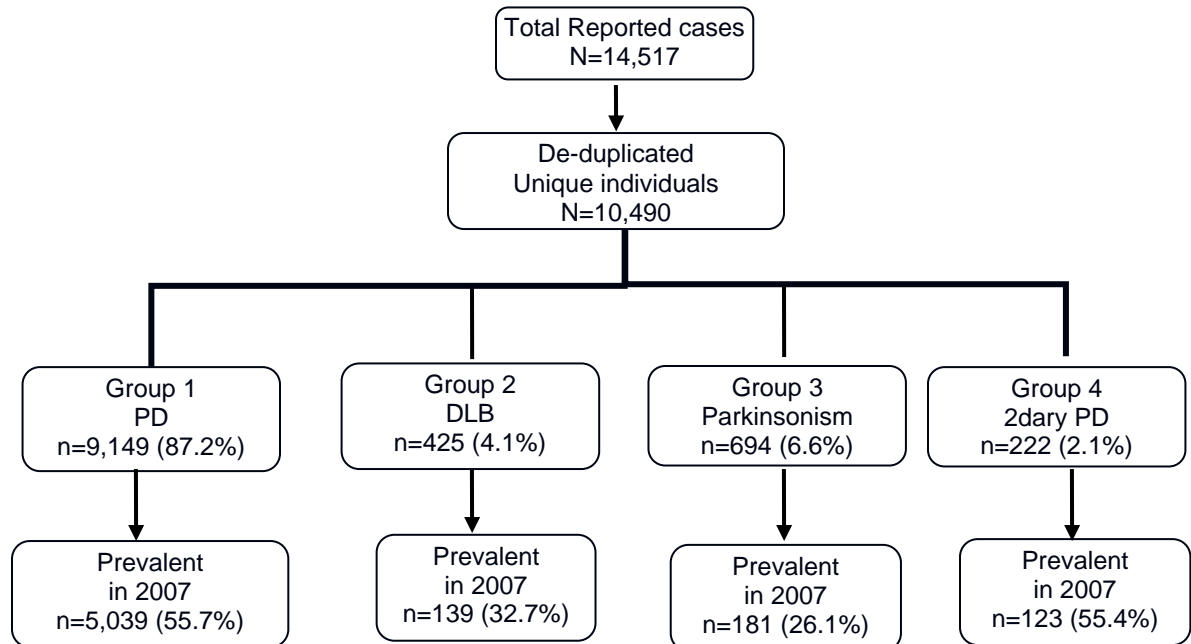 Total Reported cases
N=14,517
De-duplicated
Unique individuals
N=10,490
Group 1
PD
n=9,149 (87.2%)
Group 2
DLB
n=425 (4.1%)
Group 3
Parkinsonism
n=694 (6.6%)
Group 4
2dary PD
n=222 (2.1%)
Prevalent
in 2007
n=5,039 (55.7%)
Prevalent
in 2007
n=139 (32.7%)
Prevalent
in 2007
n=181 (26.1%)
Prevalent
in 2007
n=123 (55.4%)